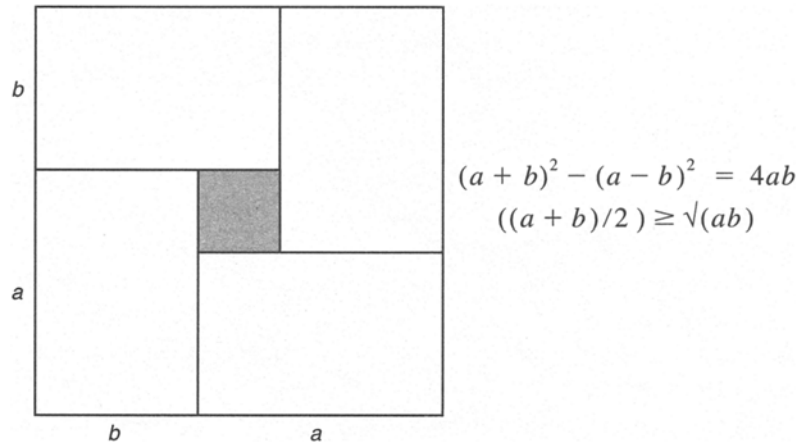 b
a
b a
(a + b)² − (a − b)² = 4ab
((a + b)/2 ) ≥ √(ab)